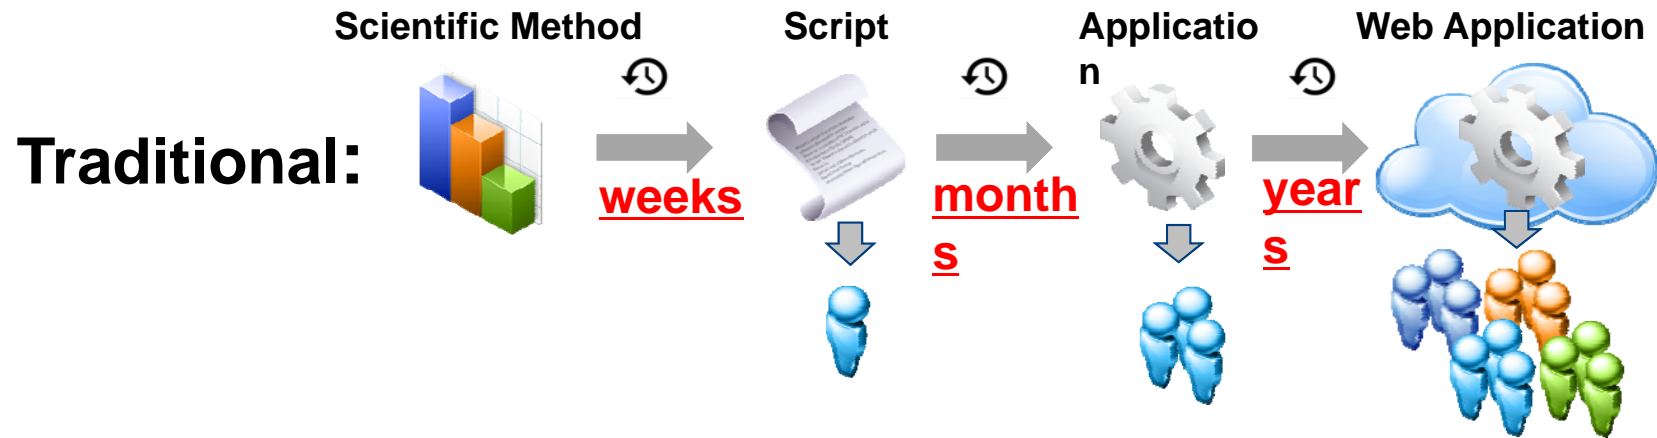 Scientific Method
Script
Applicatio
n
Web Application
Traditional:
weeks
month
s
year
s